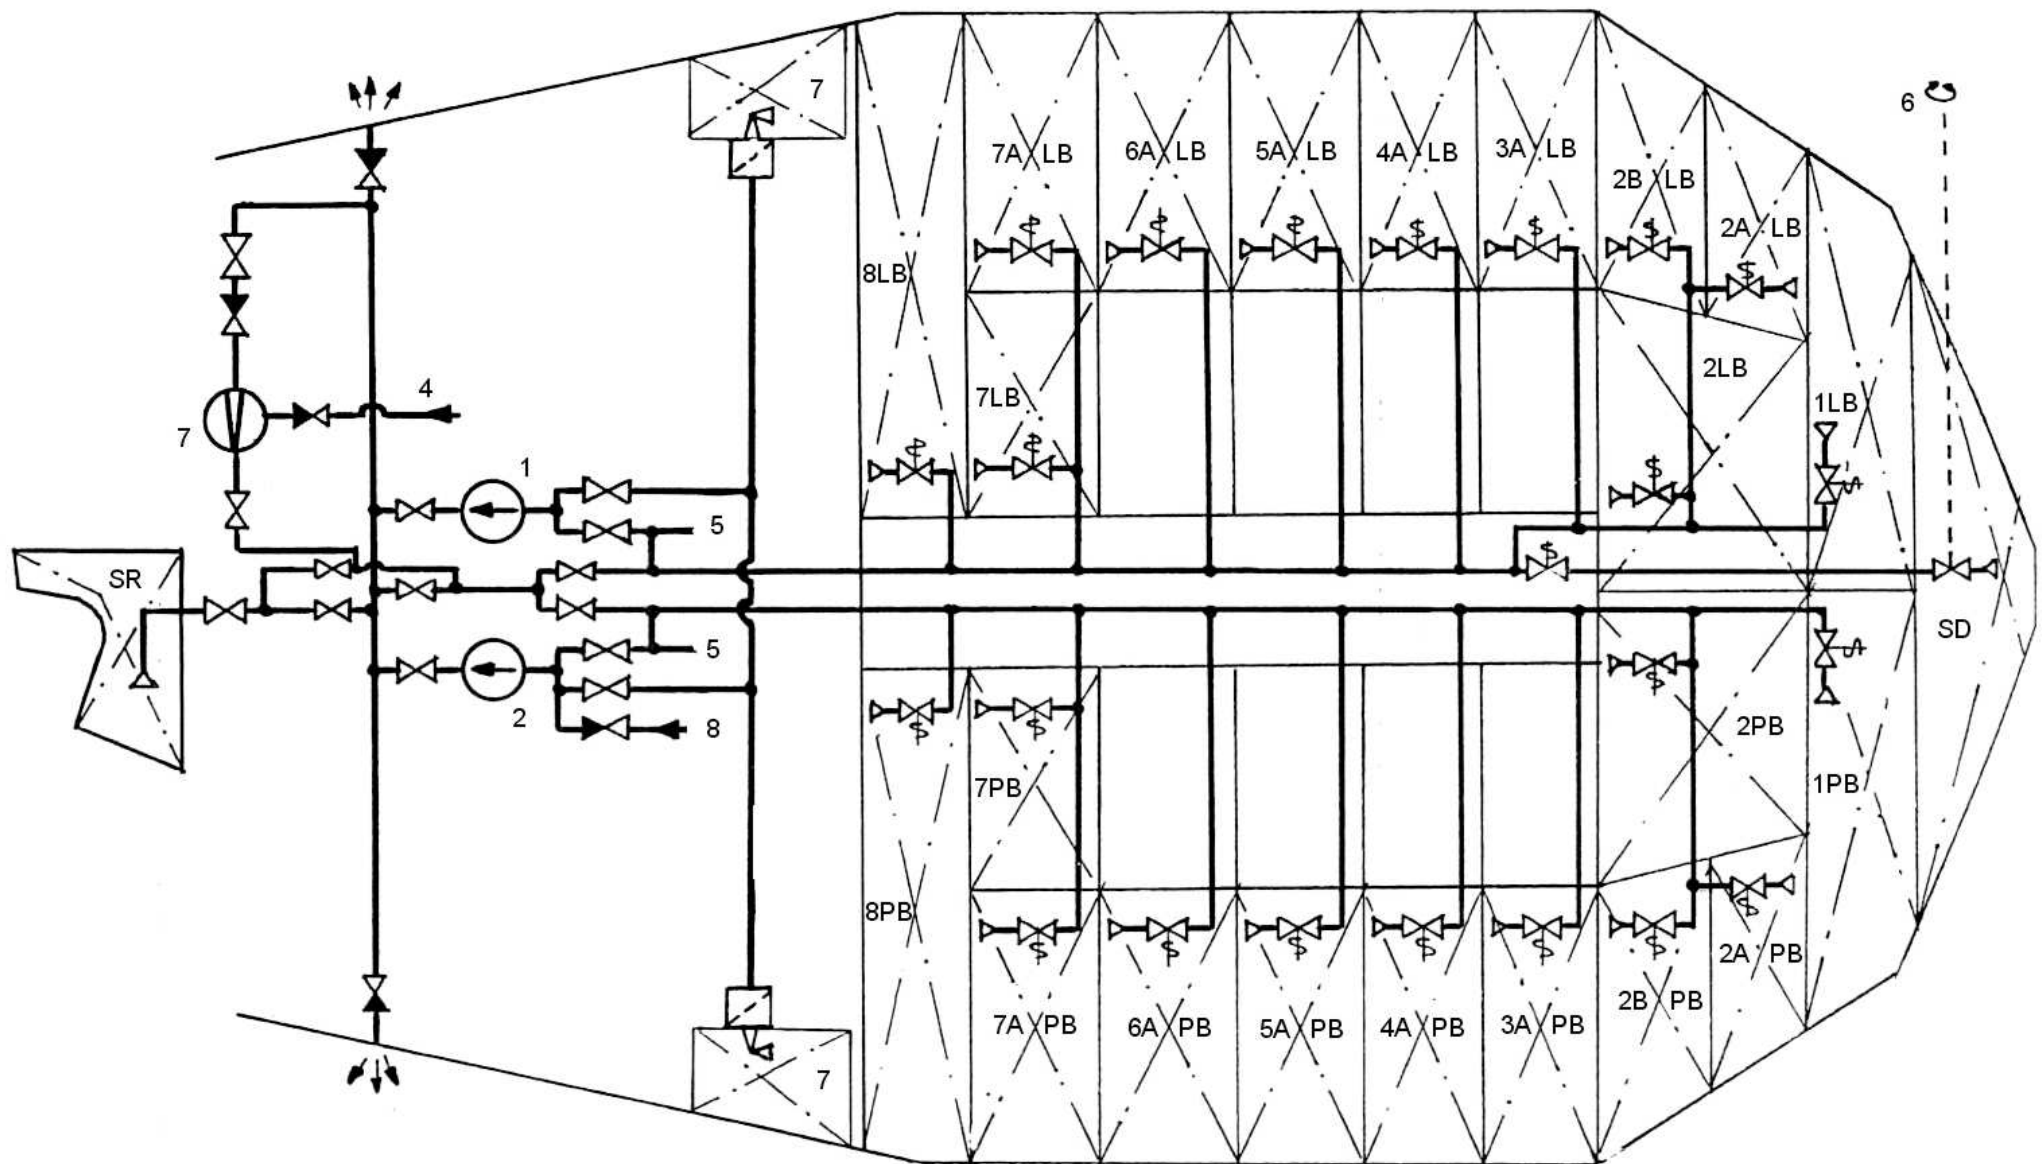 7
6
7A LB
6A LB
5A LB
4A LB
3A LB
2B LB
2A LB
8LB
7LB
2LB
1LB
4
7
1
5
SR
SD
5
2
8
2PB
7PB
1PB
8PB
2A PB
2B PB
7A PB
6A PB
5A PB
4A PB
3A PB
7